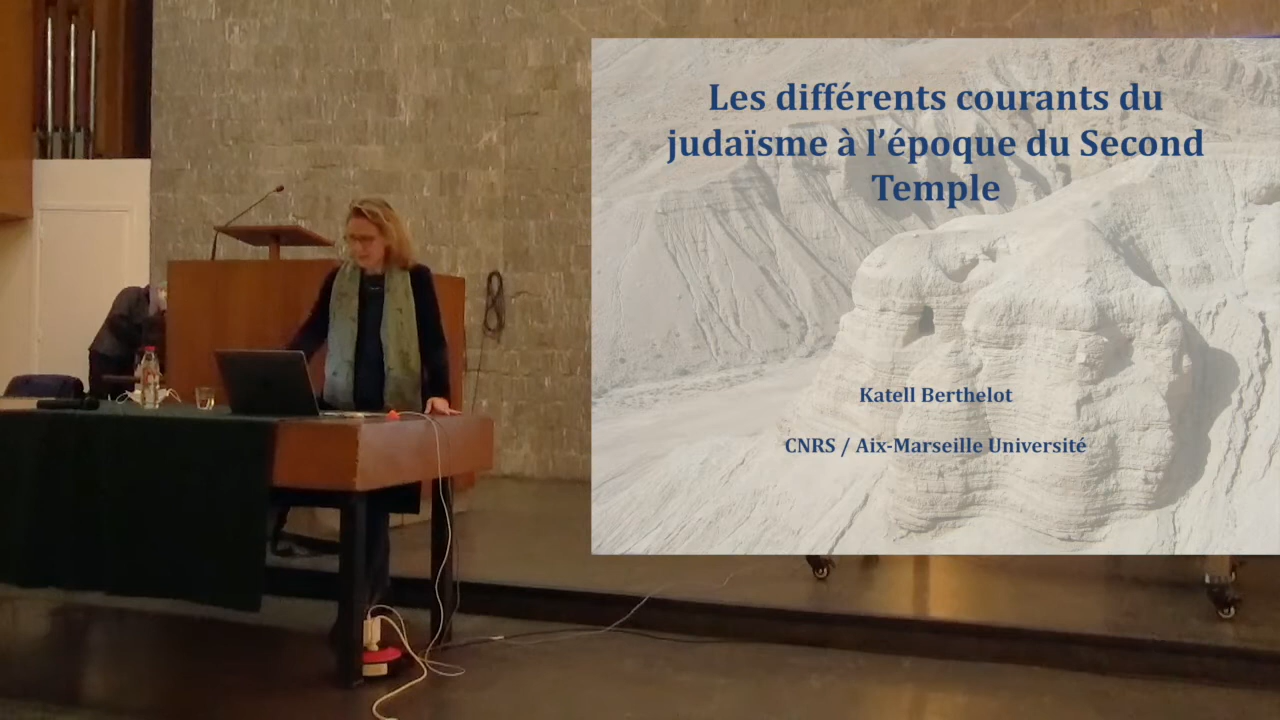 Les différents courants du
judaïsme à l’époque du Second
Temple
Katell Berthelot
CNRS / Aix-Marseille Université